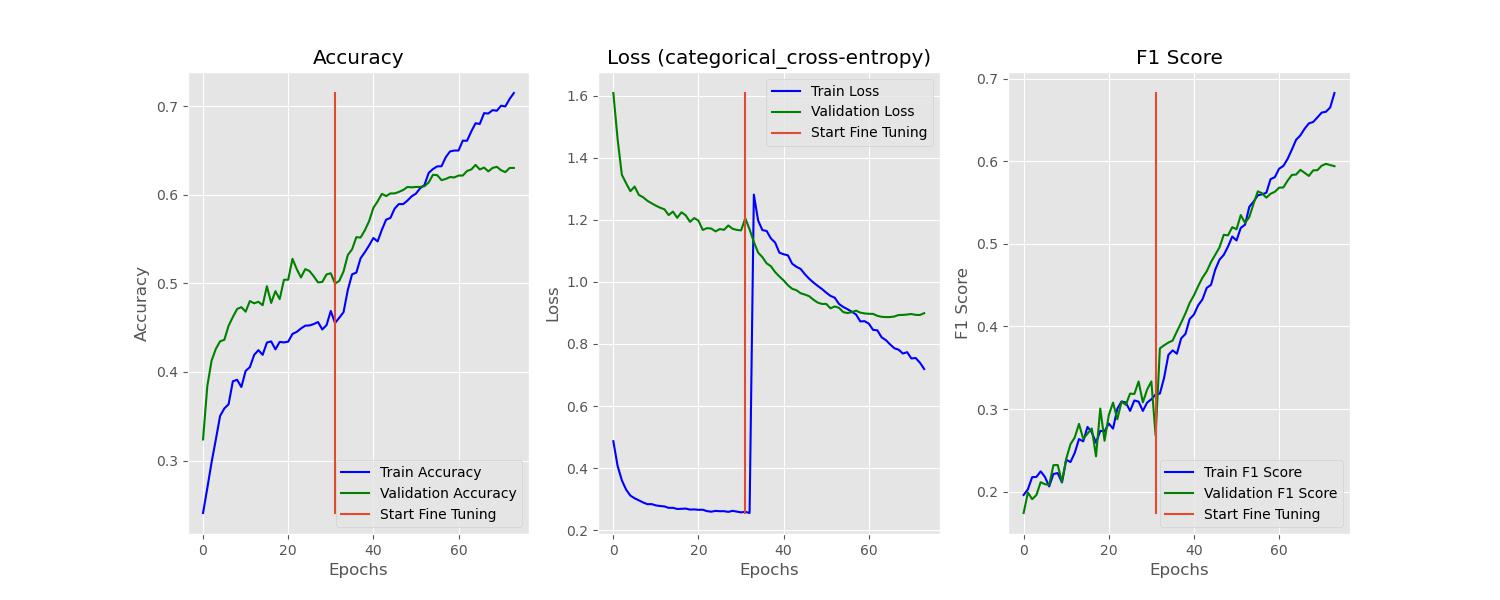 Accuracy
0.7
0.6
0.5
0.4
0.3
Accuracy
Train Accuracy
Validation Accuracy
Start Fine Tuning
0 20 40 60
Epochs
Loss (categorical_cross-entropy)
1.6
1.4
1.2
1.0
0.8
0.6
0.4
0.2
Loss
Train Loss
Validation Loss
Start Fine Tuning
0 20 40 60
Epochs
F1 Score
0.7
0.6
0.5
0.4
0.3
0.2
F1 Score
Train F1 Score
Validation F1 Score
Start Fine Tuning
0 20 40 60
Epochs